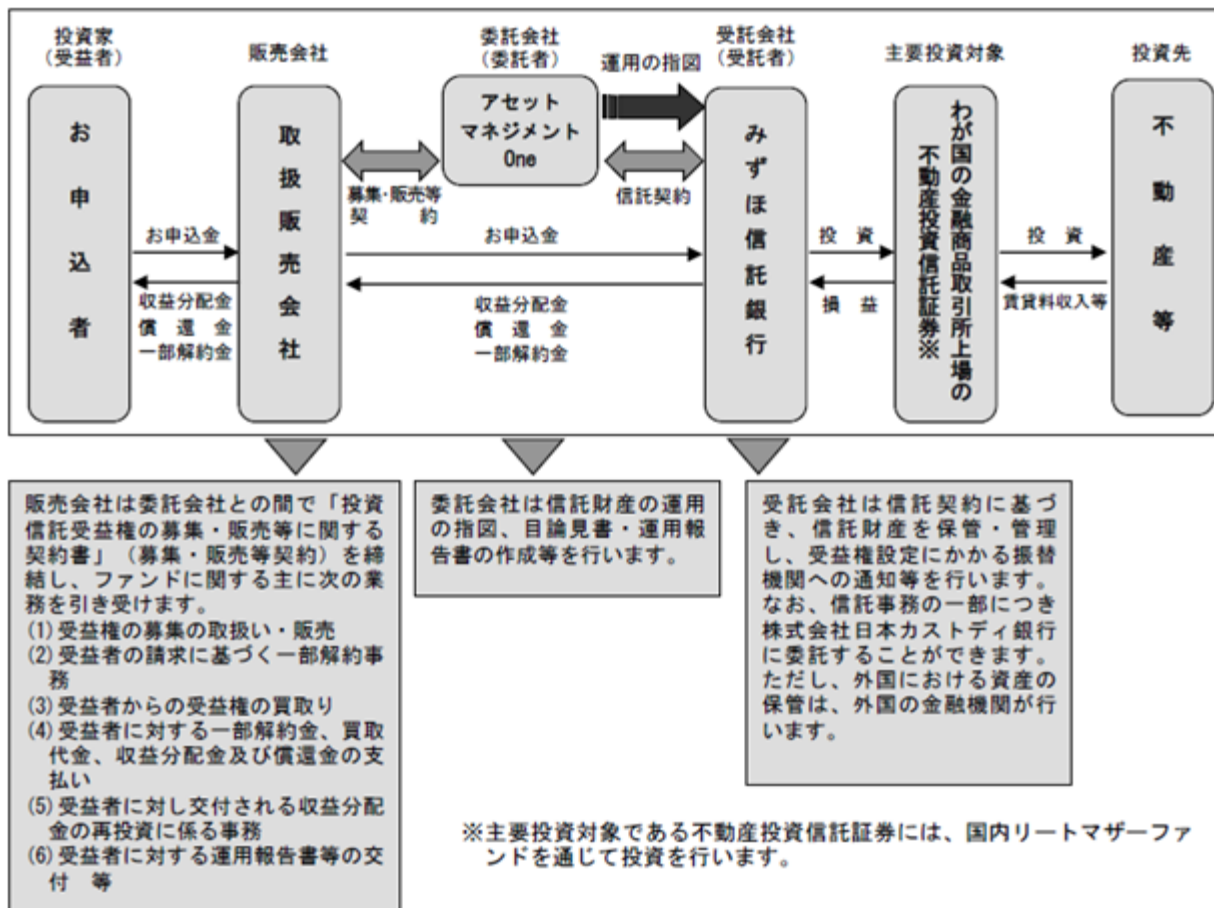 投資家
（受益者）
販売会社
委託会社
（委託者）
運用の指図
受託会社
（受託者）
主要投資対象
投資先
お申込者
取扱販売会社
アセット
マネジメント
One
みずほ信託銀行
わが国の金融商品取引所上場の
不動産投資信託証券※
不動産等
募集・販売等
契　約
信託契約
お申込金
収益分配金
償　還　金
一部解約金
お申込金
収益分配金
償　還　金
一部解約金
投　資
損　益
投　資
賃貸料収入等
販売会社は委託会社との間で「投資
信託受益権の募集・販売等に関する
契約書」（募集・販売等契約）を締
結し、ファンドに関する主に次の業
務を引き受けます。
(1)受益権の募集の取扱い・販売
(2)受益者の請求に基づく一部解約事
務
(3)受益者からの受益権の買取り
(4)受益者に対する一部解約金、買取
代金、収益分配金及び償還金の支
払い
(5)受益者に対し交付される収益分配
金の再投資に係る事務
(6)受益者に対する運用報告書等の交
付　等
委託会社は信託財産の運用
の指図、目論見書・運用報
告書の作成等を行います。
受託会社は信託契約に基づ
き、信託財産を保管・管理
し、受益権設定にかかる振替
機関への通知等を行います。
なお、信託事務の一部につき
株式会社日本カストディ銀行
に委託することができます。
ただし、外国における資産の
保管は、外国の金融機関が行
います。
※主要投資対象である不動産投資信託証券には、国内リートマザーファ
ンドを通じて投資を行います。